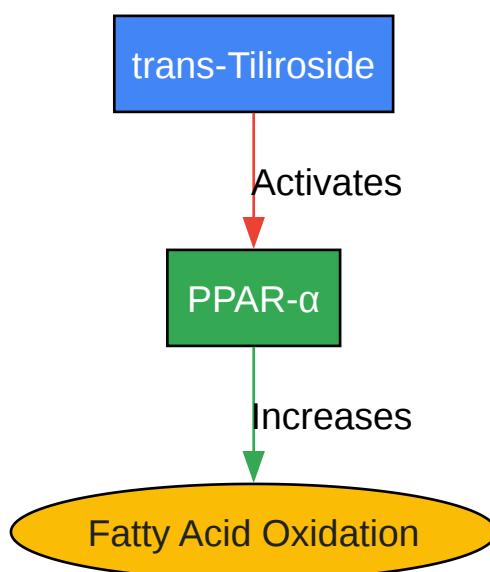 trans-Tiliroside
Activates
PPAR-α
Increases
Fatty Acid Oxidation